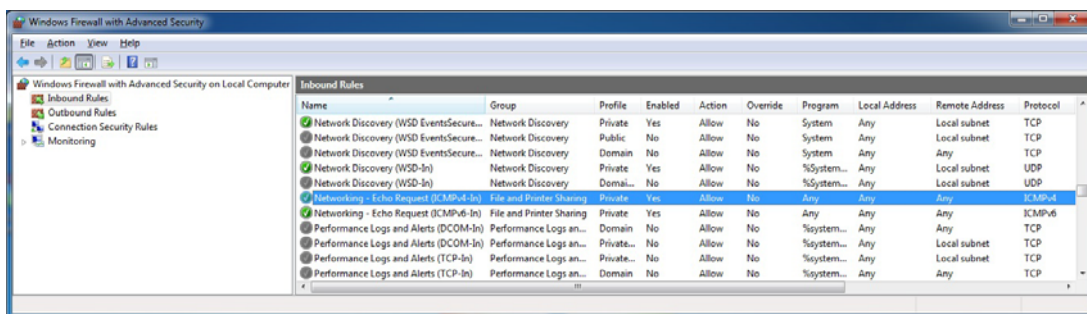 Windows Firewall with Advanced Security
File Action View Help
Windows Firewall with Advanced Security on Local Computer
Inbound Rules
Outbound Rules
Connection Security Rules
Monitoring
Inbound Rules
Name Group Profile Enabled Action Override Program Local Address Remote Address Protocol
Network Discovery (WSD EventsSecure... Network Discovery Private Yes Allow No System Any Local subnet TCP
Network Discovery (WSD EventsSecure... Network Discovery Public No Allow No System Any Local subnet TCP
Network Discovery (WSD EventsSecure... Network Discovery Domain No Allow No System Any Any TCP
Network Discovery (WSD-In) Network Discovery Private Yes Allow No %System... Any Local subnet UDP
Network Discovery (WSD-In) Network Discovery Domai... No Allow No %System... Any Local subnet UDP
Networking - Echo Request (ICMPv4-In) File and Printer Sharing Private Yes Allow No Any Any Any ICMPv4
Networking - Echo Request (ICMPv6-In) File and Printer Sharing Private Yes Allow No Any Any Any ICMPv6
Performance Logs and Alerts (DCOM-In) Performance Logs an... Domain No Allow No %system... Any Any TCP
Performance Logs and Alerts (DCOM-In) Performance Logs an... Private... No Allow No %system... Any Local subnet TCP
Performance Logs and Alerts (TCP-In) Performance Logs an... Private... No Allow No %system... Any Local subnet TCP
Performance Logs and Alerts (TCP-In) Performance Logs an... Domain No Allow No %system... Any Any TCP